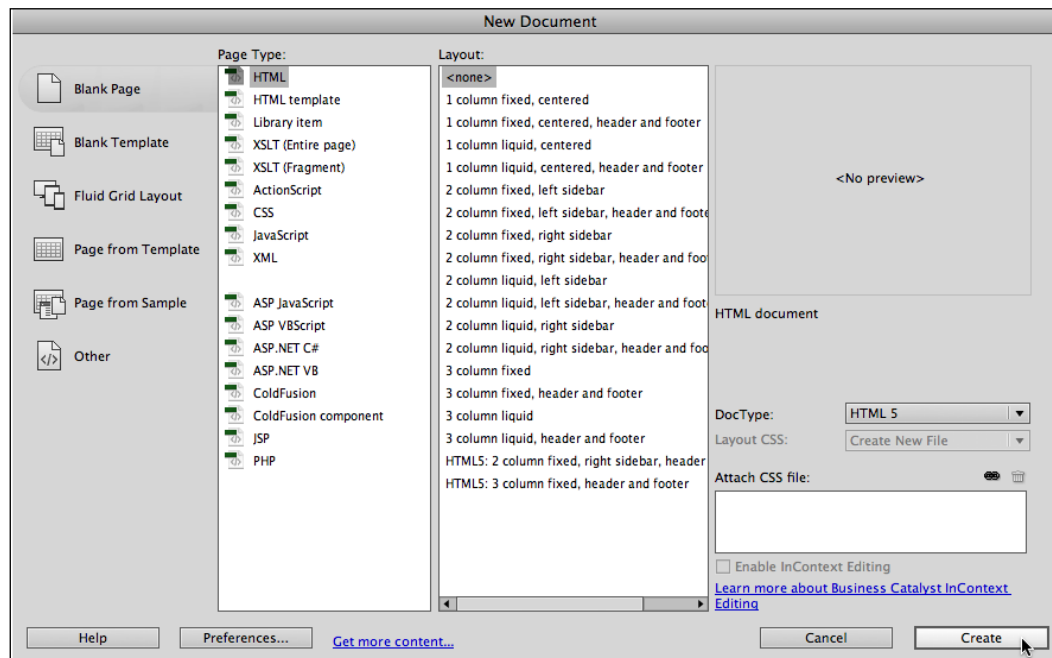 New Document
Blank Page
Blank Template
Fluid Grid Layout
Page from Template
Page from Sample
Other
Page Type:
HTML
HTML template
Library item
XSLT (Entire page)
XSLT (Fragment)
ActionScript
CSS
JavaScript
XML
ASP JavaScript
ASP VBScript
ASP.NET C#
ASP.NET VB
ColdFusion
ColdFusion component
JSP
PHP
Layout:
<none>
1 column fixed, centered
1 column fixed, centered, header and footer
1 column liquid, centered
1 column liquid, centered, header and footer
2 column fixed, left sidebar
2 column fixed, left sidebar, header and foote
2 column fixed, right sidebar
2 column fixed, right sidebar, header and foo
2 column liquid, left sidebar
2 column liquid, left sidebar, header and foot
2 column liquid, right sidebar
2 column liquid, right sidebar, header and foo
3 column fixed
3 column fixed, header and footer
3 column liquid
3 column liquid, header and footer
HTML5: 2 column fixed, right sidebar, header
HTML5: 3 column fixed, header and footer
<No preview>
HTML document
DocType: HTML 5
Layout CSS: Create New File
Attach CSS file:
Enable InContext Editing
Learn more about Business Catalyst InContext
Editing
Help Preferences... Get more content... Cancel Create